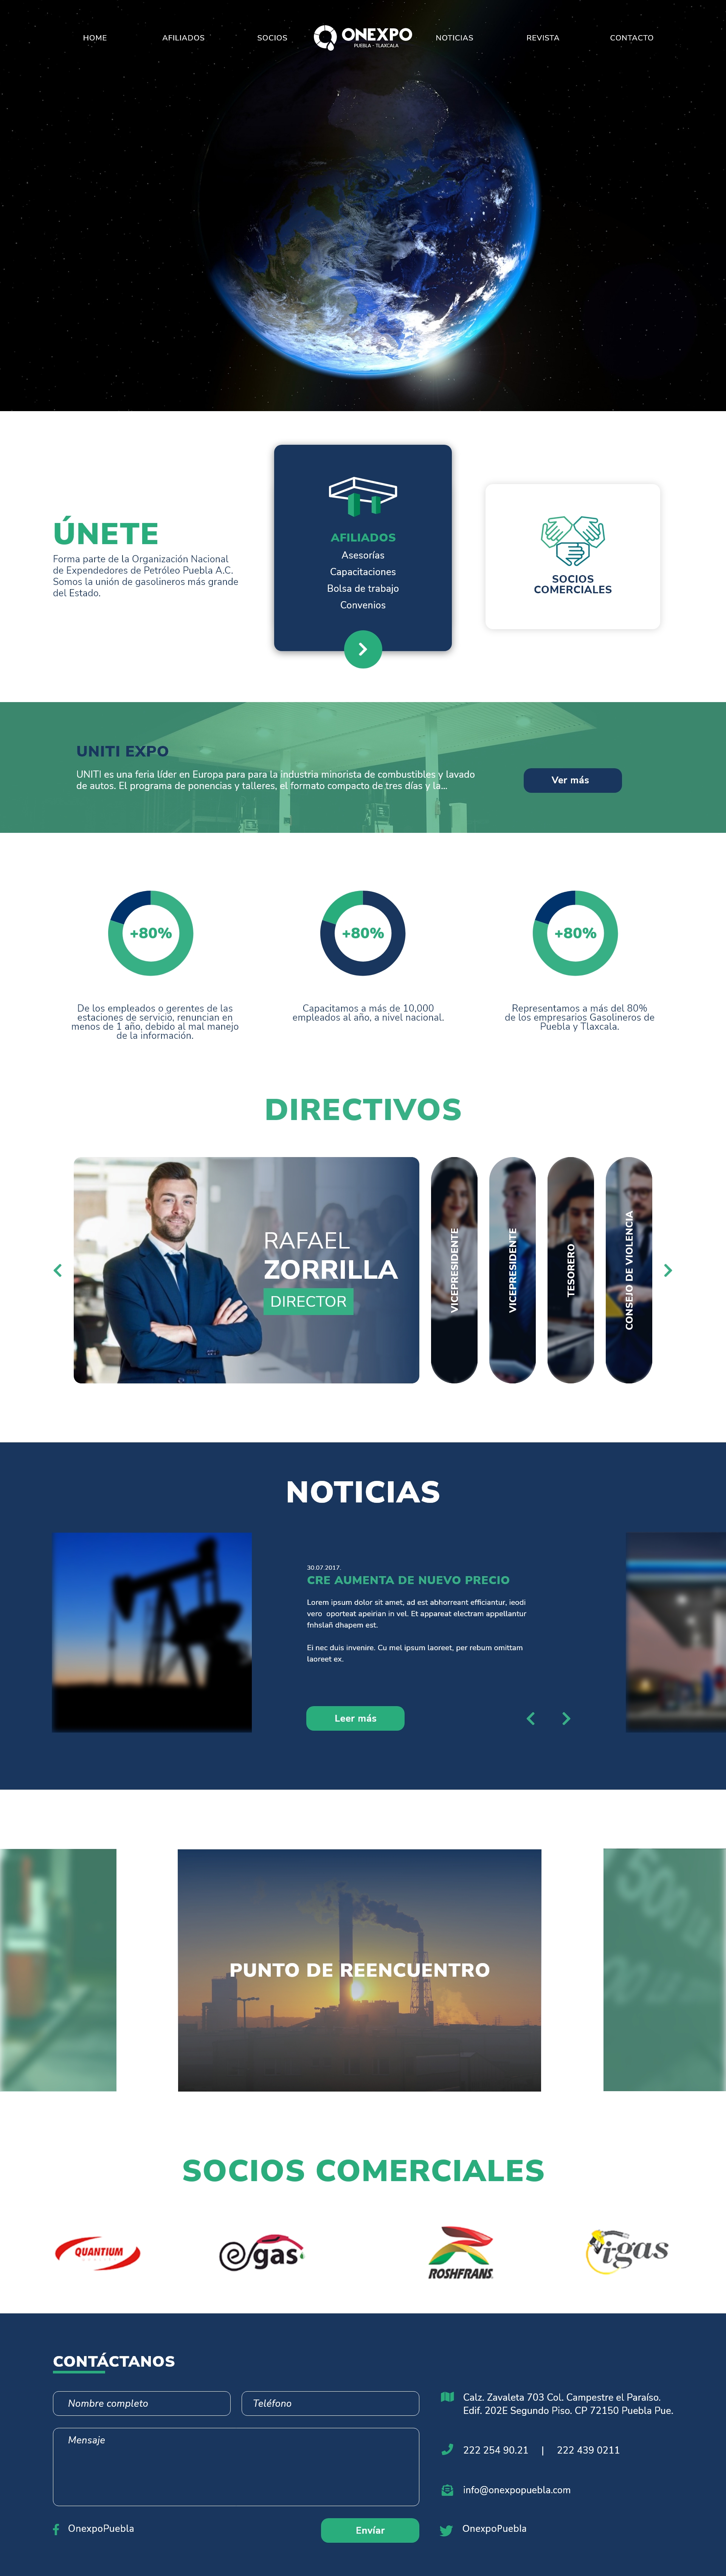 HOME
AFILIADOS
SOCIOS
ONEXPO
PUEBLA - TLAXCALA
NOTICIAS
REVISTA
CONTACTO
ÚNETE
Forma parte de la Organización Nacional
de Expendedores de Petróleo Puebla A.C.
Somos la unión de gasolineros más grande
del Estado.
AFILIADOS
Asesorías
Capacitaciones
Bolsa de trabajo
Convenios
SOCIOS
COMERCIALES
UNITI EXPO
UNITI es una feria líder en Europa para para la industria minorista de combustibles y lavado
de autos. El programa de ponencias y talleres, el formato compacto de tres días y la...
Ver más
+80%
De los empleados o gerentes de las
estaciones de servicio, renuncian en
menos de 1 año, debido al mal manejo
de la información.
+80%
Capacitamos a más de 10,000
empleados al año, a nivel nacional.
+80%
Representamos a más del 80%
de los empresarios Gasolineros de
Puebla y Tlaxcala.
DIRECTIVOS
RAFAEL
ZORRILLA
DIRECTOR
VICEPRESIDENTE
VICEPRESIDENTE
TESORERO
CONSEJO DE VIOLENCIA
NOTICIAS
30.07.2017.
CRE AUMENTA DE NUEVO PRECIO
Lorem ipsum dolor sit amet, ad est abhorreant efficiantur, ieodi
vero oporteat apeirian in vel. Et appareat electram appellantur
fnhslañ dhapem est.
Ei nec duis invenire. Cu mel ipsum laoreet, per rebum omittam
laoreet ex.
Leer más
PUNTO DE REENCUENTRO
500
SOCIOS COMERCIALES
QUANTIUM
e/gas
ROSHFRANS
igas
CONTÁCTANOS
Nombre completo
Teléfono
Mensaje
OnexpoPuebla
Envíar
Calz. Zavaleta 703 Col. Campestre el Paraíso.
Edif. 202E Segundo Piso. CP 72150 Puebla Pue.
222 254 90.21 | 222 439 0211
info@onexpopuebla.com
OnexpoPuebla